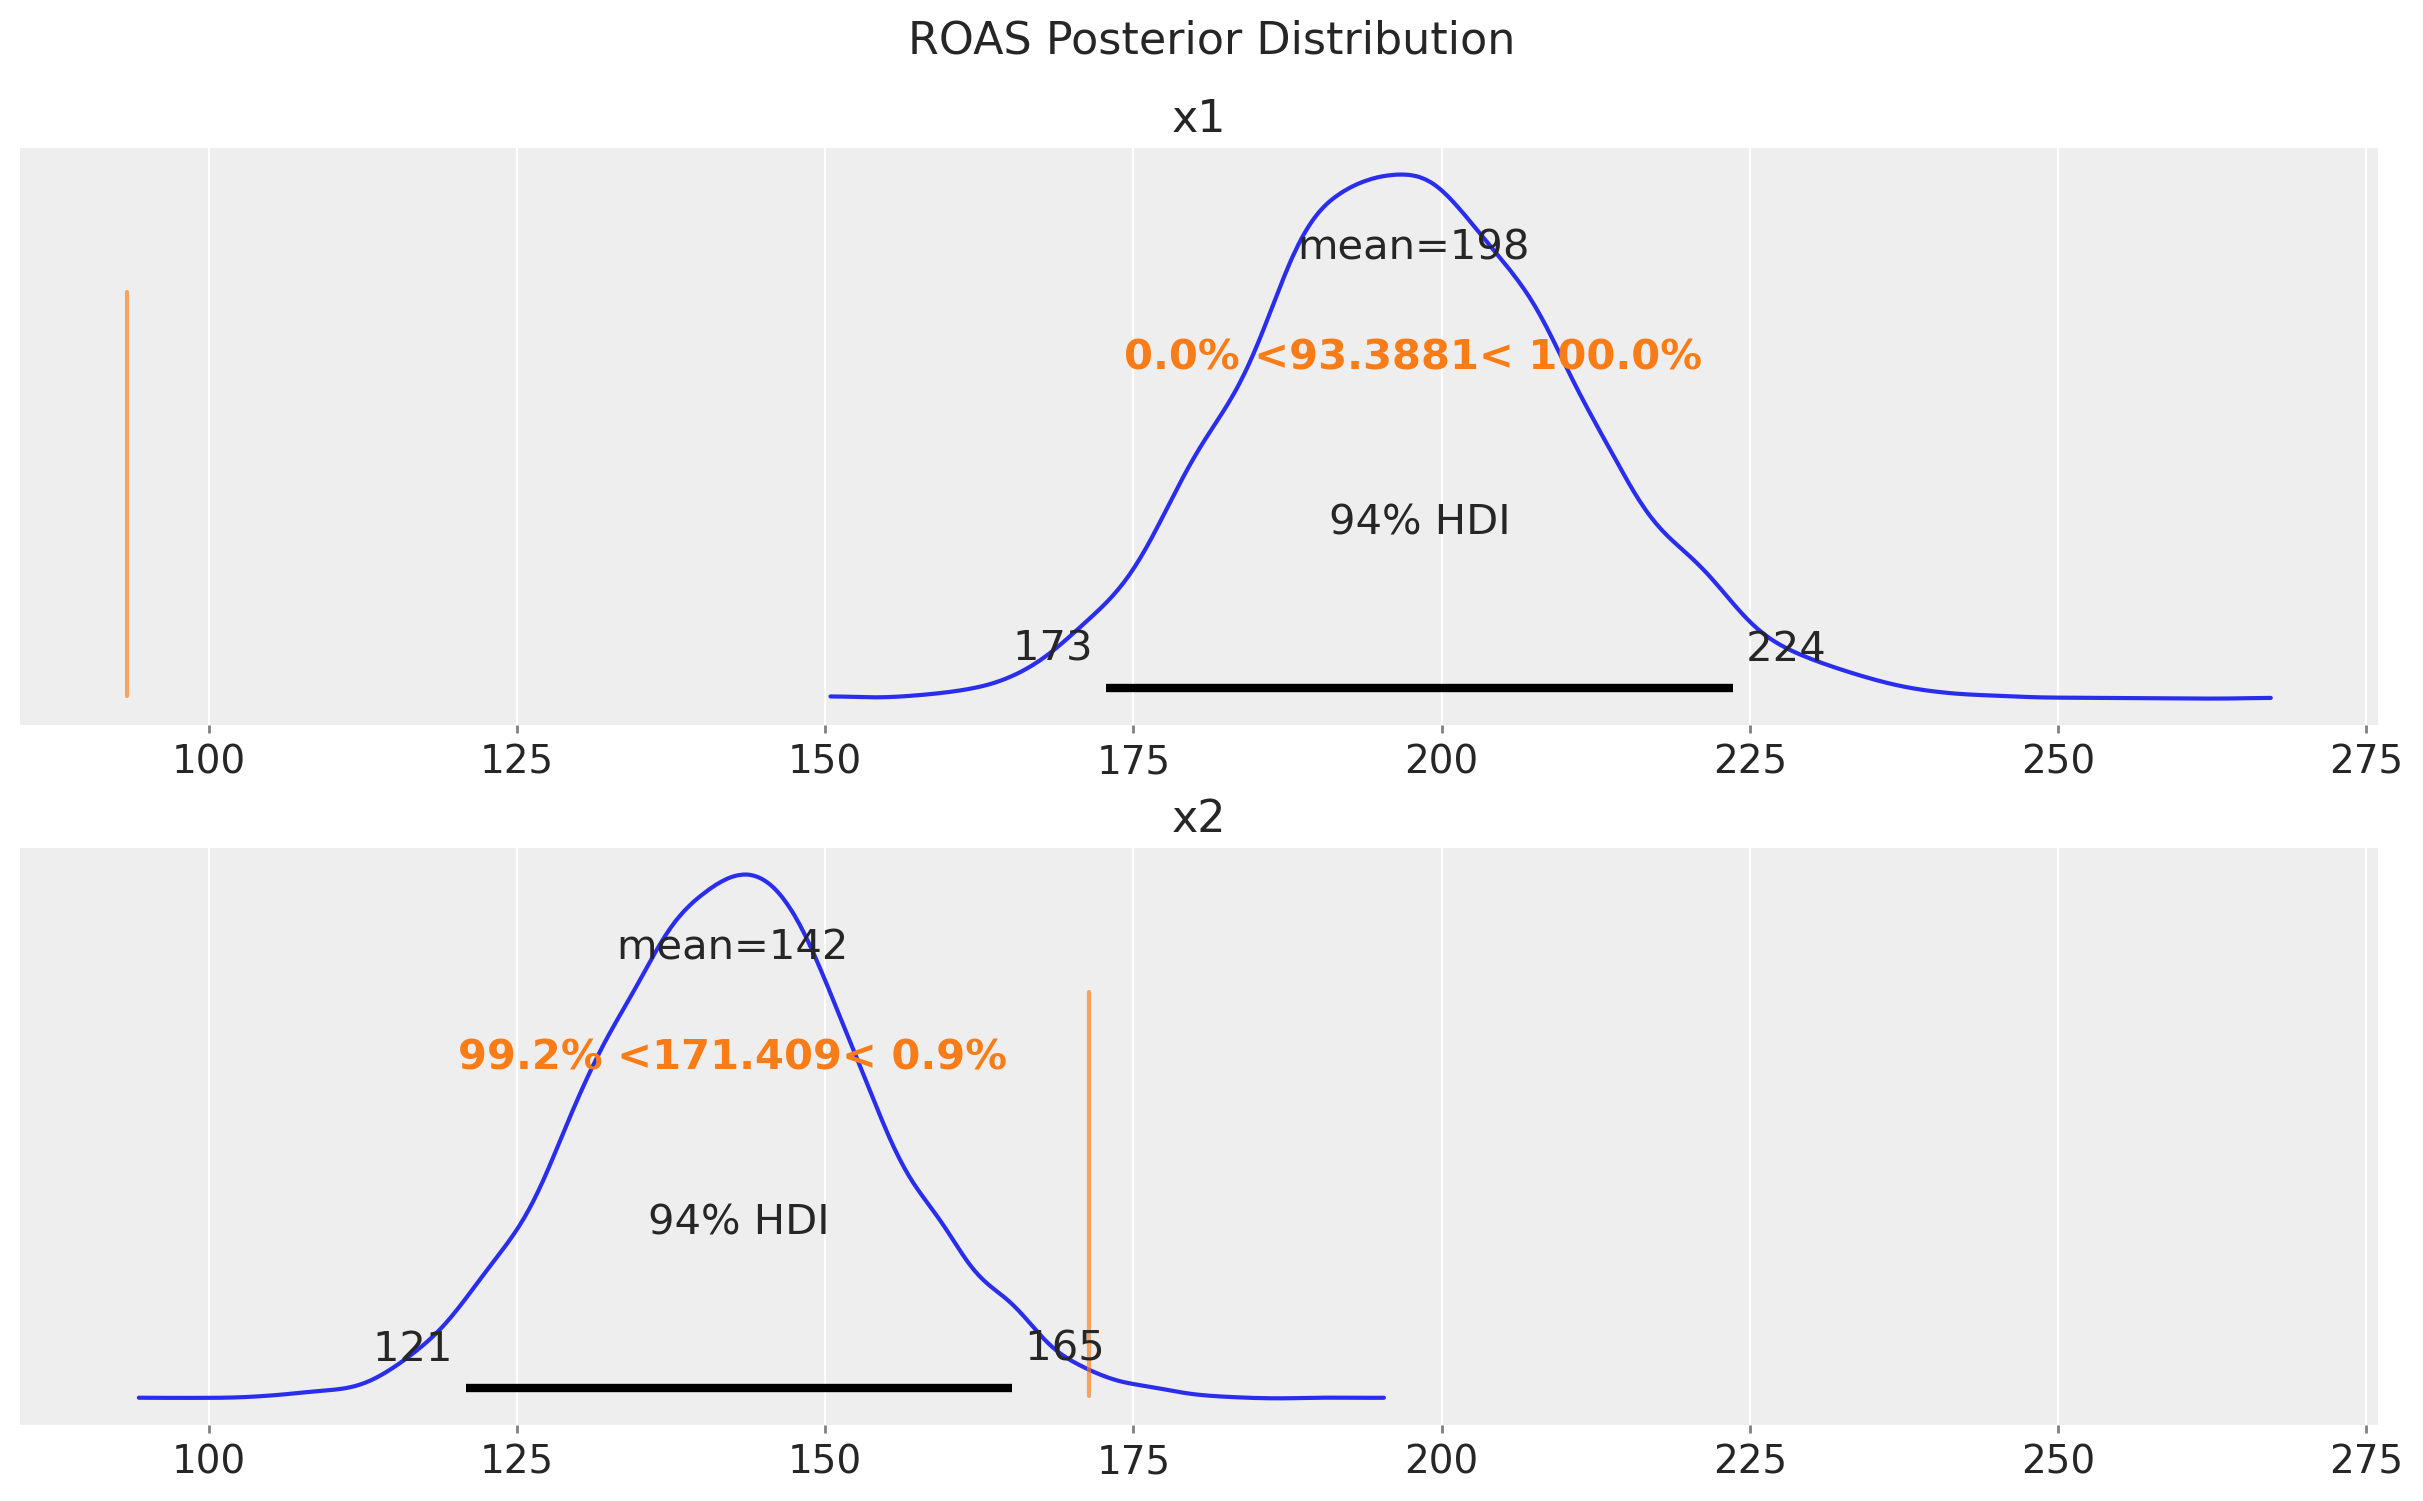 ROAS Posterior Distribution
x1
mean=198
0.0% <93.3881< 100.0%
94% HDI
173 224
100 125 150 175 200 225 250 275
x2
mean=142
99.2% <171.409< 0.9%
94% HDI
121 165
100 125 150 175 200 225 250 275